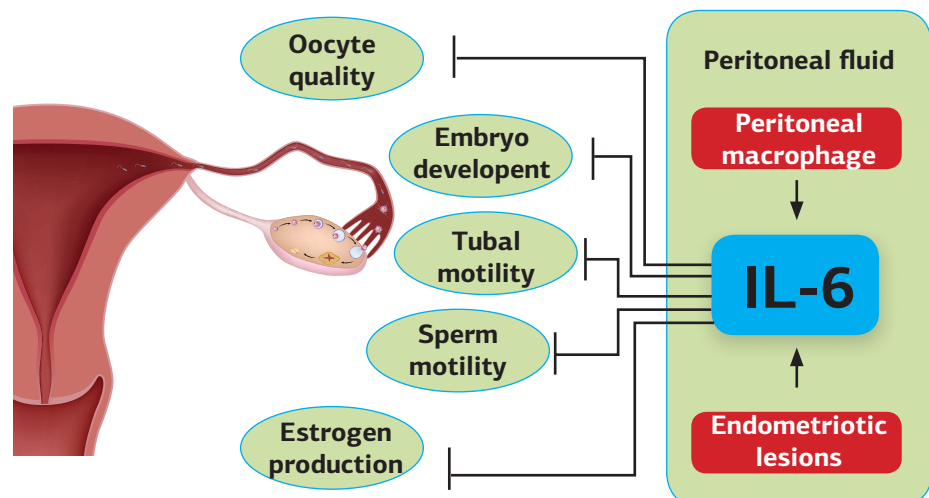 Oocyte
quality
Embryo
developent
Tubal
motility
Sperm
motility
Estrogen
production
Peritoneal fluid
Peritoneal
macrophage
IL-6
Endometriotic
lesions